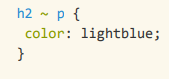 h2 ~ p {
color: lightblue;
}